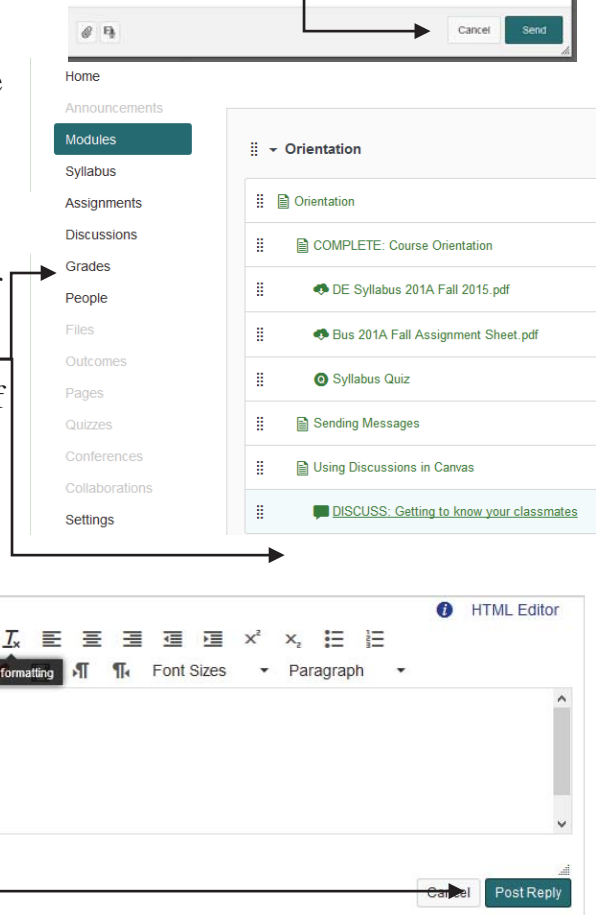 Cancel Send
Home
Announcements
Modules
Syllabus
Assignments
Discussions
Grades
People
Files
Outcomes
Pages
Quizzes
Conferences
Collaborations
Settings
Orientation
Orientation
COMPLETE: Course Orientation
DE Syllabus 201A Fall 2015.pdf
Bus 201A Fall Assignment Sheet.pdf
Syllabus Quiz
Sending Messages
Using Discussions in Canvas
DISCUSS: Getting to know your classmates
HTML Editor
formatting
Font Sizes Paragraph
Cancel Post Reply